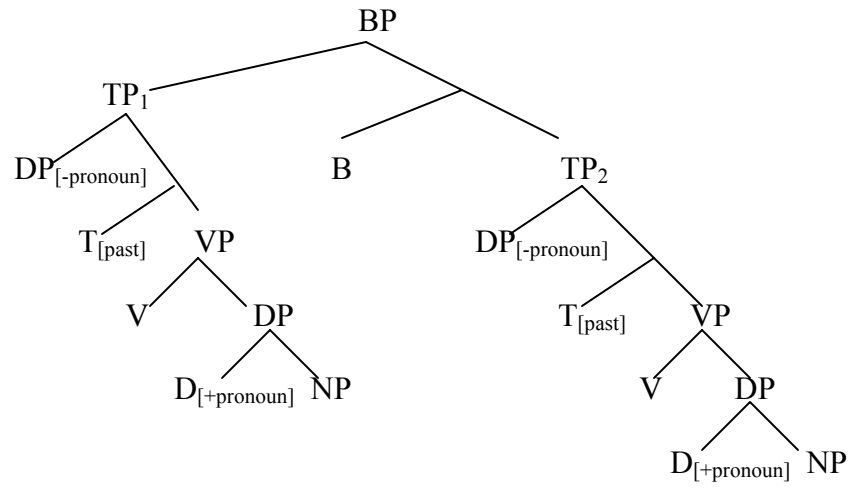 BP
TP₁
DP[-pronoun] B TP₂
T[past] VP DP[-pronoun]
V DP T[past] VP
D[+pronoun] NP V DP
D[+pronoun] NP